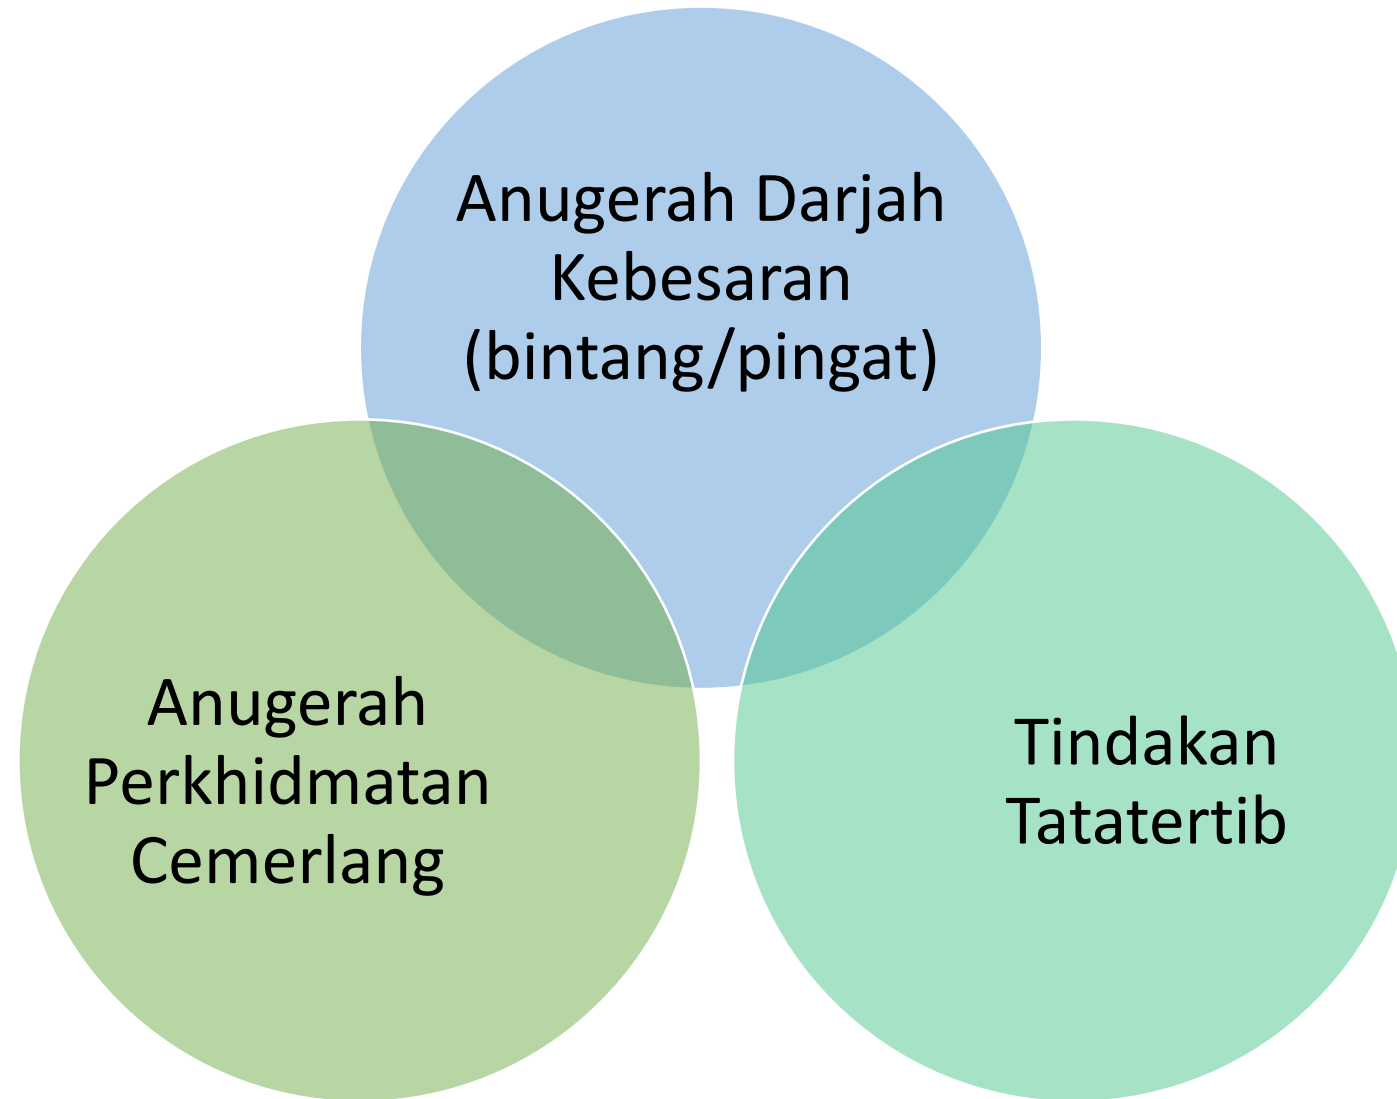 Anugerah Darjah
Kebesaran
(bintang/pingat)
Anugerah
Perkhidmatan
Cemerlang
Tindakan
Tatatertib